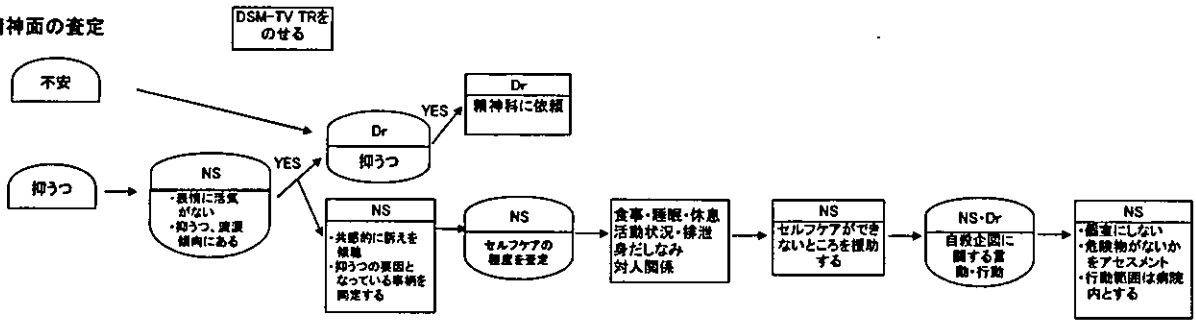 神面の査定
DSM-TV TRを
のせる
不安
Dr
抑うつ
YES
Dr
精神科に依頼
抑うつ
NS
・表情に活気
がない
・抑うつ、
傾向にある
YES
NS
・共感的に訴えを
傾聴
・抑うつの要因と
なっている事柄を
同定する
NS
セルフケアの
程度を査定
食事・睡眠・休息
活動状況・排泄
身だしなみ
対人関係
NS
セルフケアができ
ないところを援助
する
NS・Dr
自殺企図に
関する言
動・行動
NS
・個室にしない
・危険物がないか
をアセスメント
・行動範囲は病院
内とする